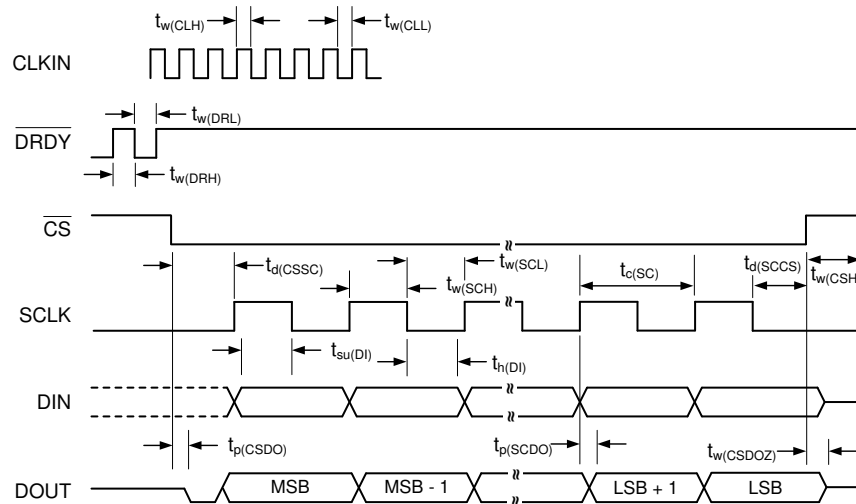 tw(CLH)
tw(CLL)
CLKIN
tw(DRL)
DRDY
tw(DRH)
CS
td(CSSC)
tw(SCL)
tc(SC)
td(SCCS)
tw(SCH)
tw(CSH)
SCLK
tsu(DI)
th(DI)
DIN
tp(CSDO)
tp(SCDO)
tw(CSDOZ)
DOUT
MSB
MSB - 1
LSB + 1
LSB